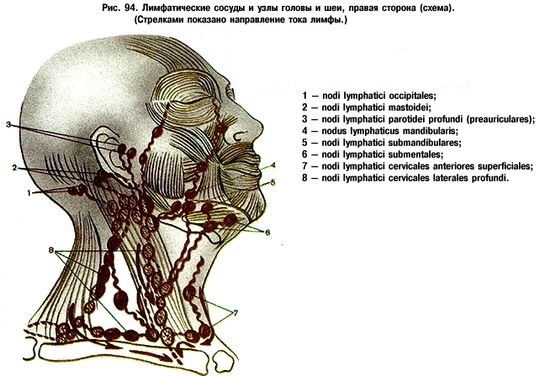 Рис. 94. Лимфатические сосуды и узлы головы и шеи, правая сторона (схема).
(Стрелками показано направление тока лимфы.)
1 — nodi lymphatici occipitales;
2 — nodi lymphatici mastoidei;
3 — nodi lymphatici parotidei profundi (preauriculares);
4 — nodus lymphaticus mandibularis;
5 — nodi lymphatici submandibulares;
6 — nodi lymphatici submentales;
7 — nodi lymphatici cervicales anteriores superficiales;
8 — nodi lymphatici cervicales laterales profundi.
3
2
1
4
5
6
8
7